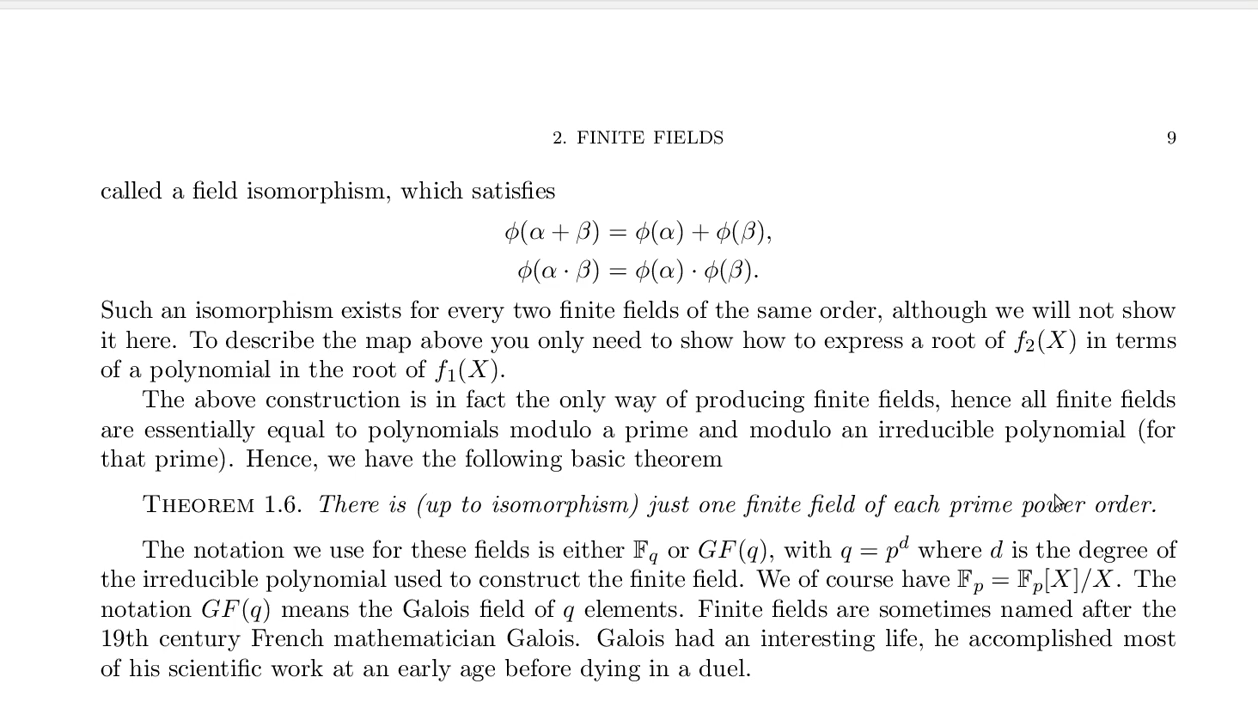 2. FINITE FIELDS 9
called a field isomorphism, which satisfies
ϕ(α + β) = ϕ(α) + ϕ(β),
ϕ(α · β) = ϕ(α) · ϕ(β).
Such an isomorphism exists for every two finite fields of the same order, although we will not show
it here. To describe the map above you only need to show how to express a root of f₂(X) in terms
of a polynomial in the root of f₁(X).
The above construction is in fact the only way of producing finite fields, hence all finite fields
are essentially equal to polynomials modulo a prime and modulo an irreducible polynomial (for
that prime). Hence, we have the following basic theorem
THEOREM 1.6. There is (up to isomorphism) just one finite field of each prime power order.
The notation we use for these fields is either 𝔽_q or GF(q), with q = p^d where d is the degree of
the irreducible polynomial used to construct the finite field. We of course have 𝔽_p = 𝔽_p[X]/X. The
notation GF(q) means the Galois field of q elements. Finite fields are sometimes named after the
19th century French mathematician Galois. Galois had an interesting life, he accomplished most
of his scientific work at an early age before dying in a duel.